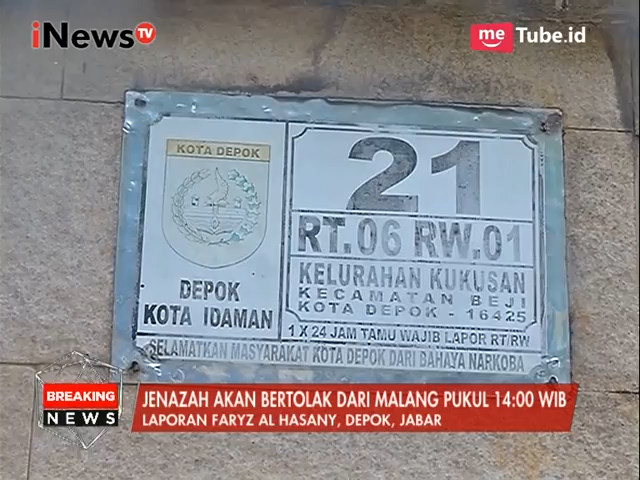 iNews TV
me Tube.id
KOTA DEPOK
DEPOK
KOTA IDAMAN
21
RT.06 RW.01
KELURAHAN KUKUSAN
KECAMATAN BEJI
KOTA DEPOK - 16425
1 X 24 JAM TAMU WAJIB LAPOR RT/RW
SELAMATKAN MASYARAKAT KOTA DEPOK DARI BAHAYA NARKOBA
BREAKING
NEWS
JENAZAH AKAN BERTOLAK DARI MALANG PUKUL 14:00 WIB
LAPORAN FARYZ AL HASANY, DEPOK, JABAR